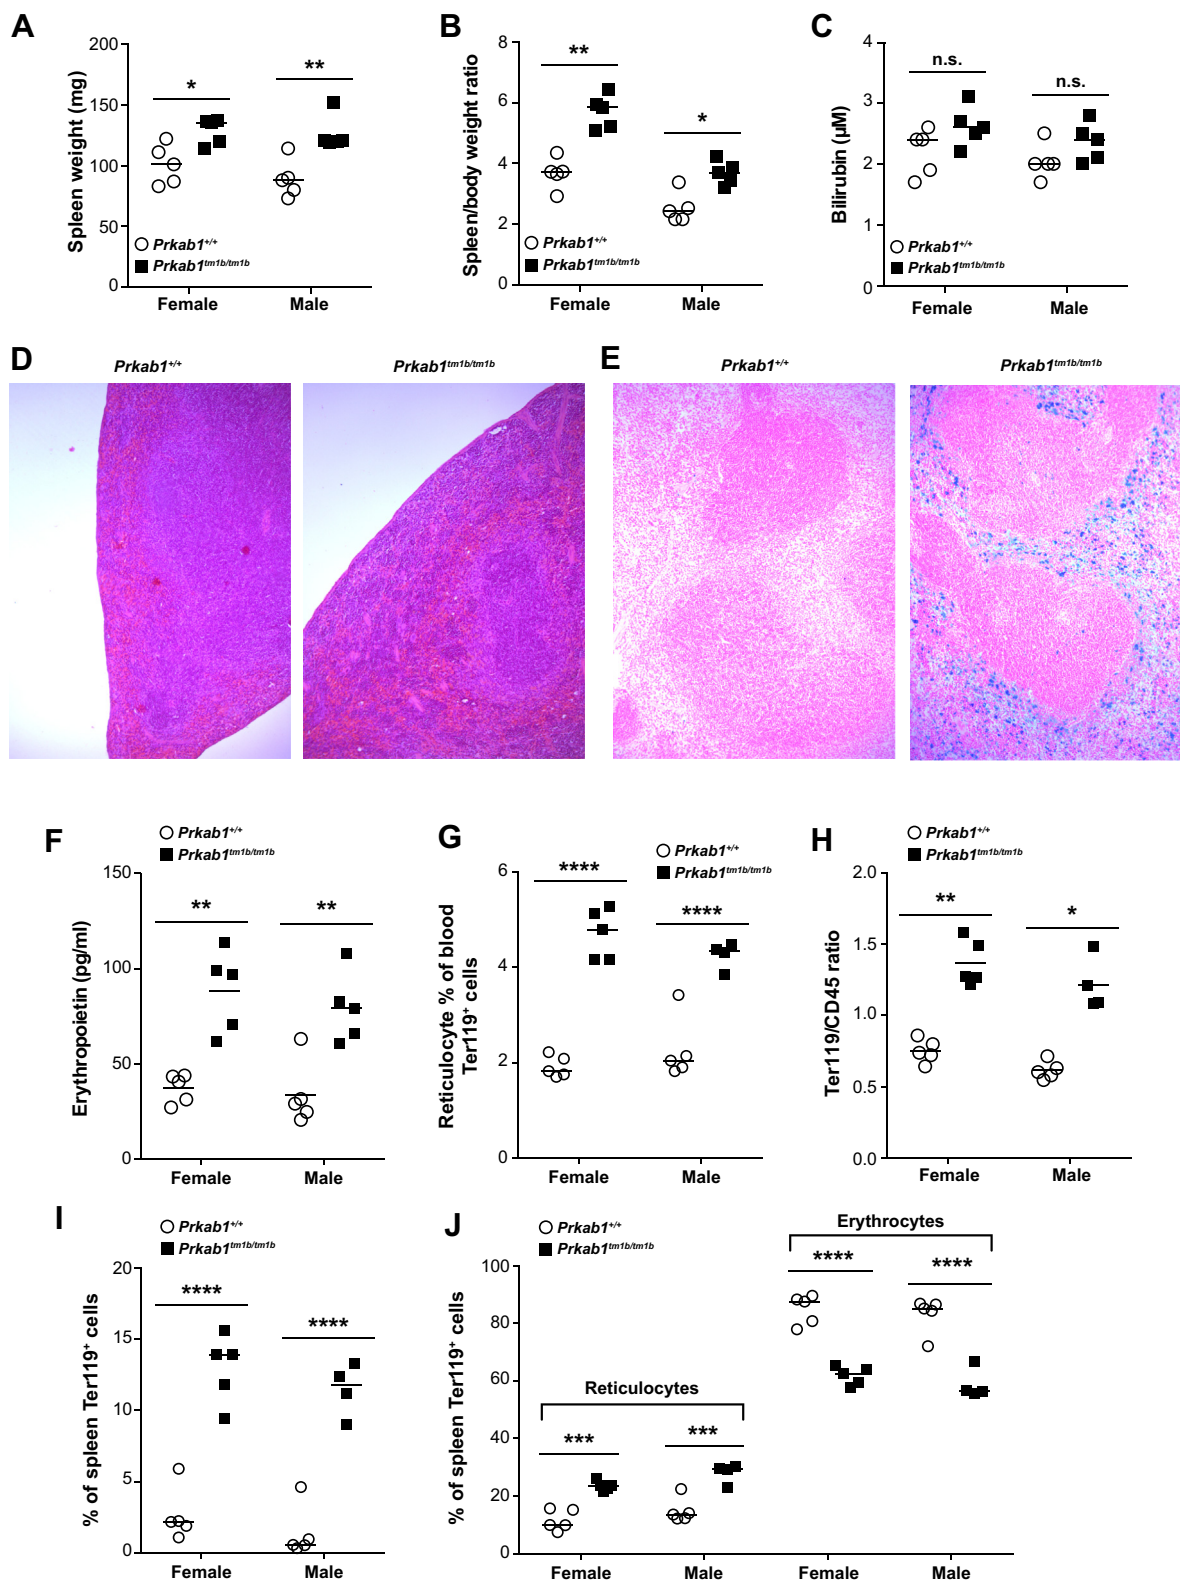 A
Spleen weight (mg)
200
150
100
50
0
*
**
Prkab1+/+
Prkab1tm1b/tm1b
Female
Male
B
Spleen/body weight ratio
8
6
4
2
0
**
*
Prkab1+/+
Prkab1tm1b/tm1b
Female
Male
C
Bilirubin (µM)
4
3
2
1
0
n.s.
n.s.
Prkab1+/+
Prkab1tm1b/tm1b
Female
Male
D
Prkab1+/+
Prkab1tm1b/tm1b
E
Prkab1+/+
Prkab1tm1b/tm1b
F
Prkab1+/+
Prkab1tm1b/tm1b
Erythropoietin (pg/ml)
150
100
50
0
**
**
Female
Male
G
Prkab1+/+
Prkab1tm1b/tm1b
Reticulocyte % of blood
Ter119+ cells
6
4
2
0
****
****
Female
Male
H
Prkab1+/+
Prkab1tm1b/tm1b
Ter119/CD45 ratio
2.0
1.5
1.0
0.5
0.0
**
*
Female
Male
I
Prkab1+/+
Prkab1tm1b/tm1b
% of spleen Ter119+ cells
20
15
10
5
0
****
****
Female
Male
J
Prkab1+/+
Prkab1tm1b/tm1b
% of spleen Ter119+ cells
100
80
60
40
20
0
Erythrocytes
****
****
Reticulocytes
***
***
Female
Male
Female
Male